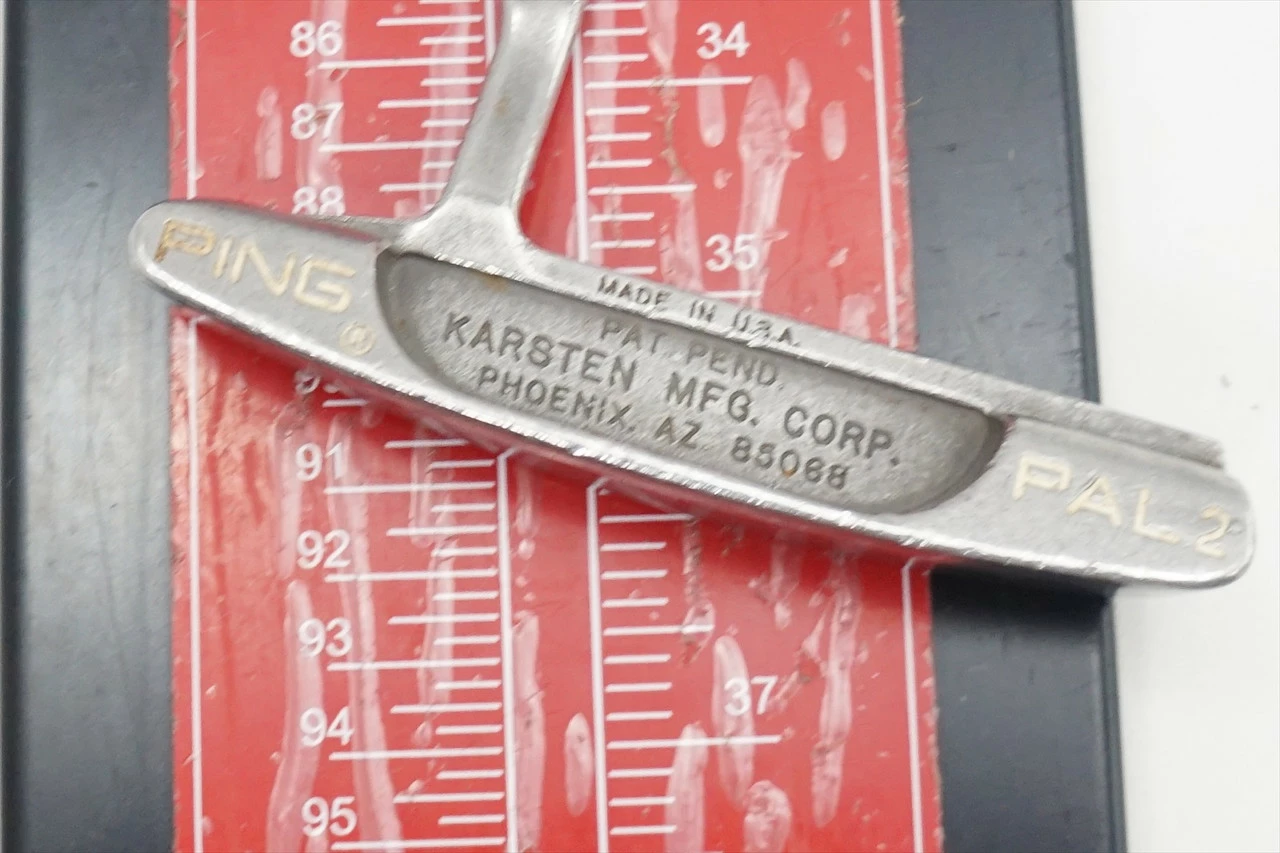 86
87
88
91
92
93
94
95
34
35
37
PING ®
MADE IN U.S.A.
PAT. PEND.
KARSTEN MFG. CORP.
PHOENIX, AZ 85068
PAL 2